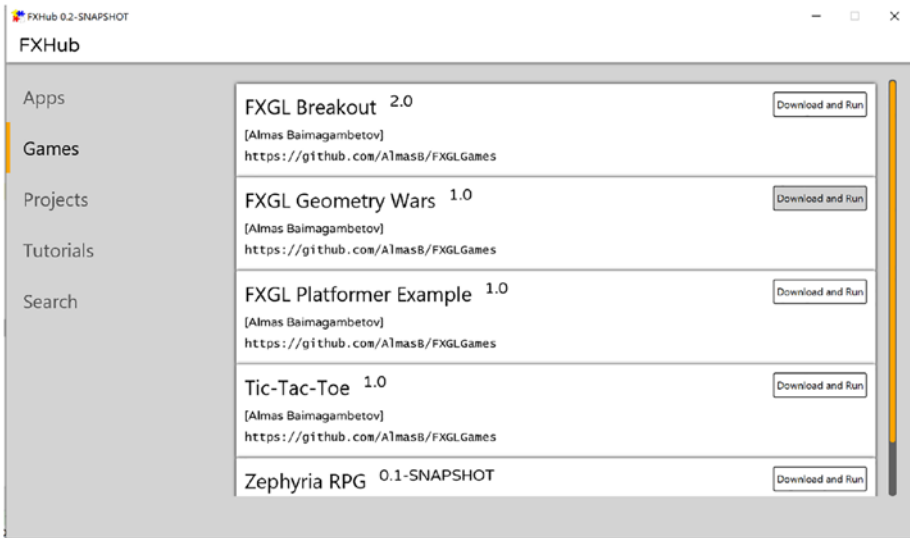 FXHub 0.2-SNAPSHOT
FXHub
Apps
Games
Projects
Tutorials
Search
FXGL Breakout 2.0
Download and Run
[Almas Baimagambetov]
https://github.com/AlmasB/FXGLGames
FXGL Geometry Wars 1.0
Download and Run
[Almas Baimagambetov]
https://github.com/AlmasB/FXGLGames
FXGL Platformer Example 1.0
Download and Run
[Almas Baimagambetov]
https://github.com/AlmasB/FXGLGames
Tic-Tac-Toe 1.0
Download and Run
[Almas Baimagambetov]
https://github.com/AlmasB/FXGLGames
Zephyria RPG 0.1-SNAPSHOT
Download and Run